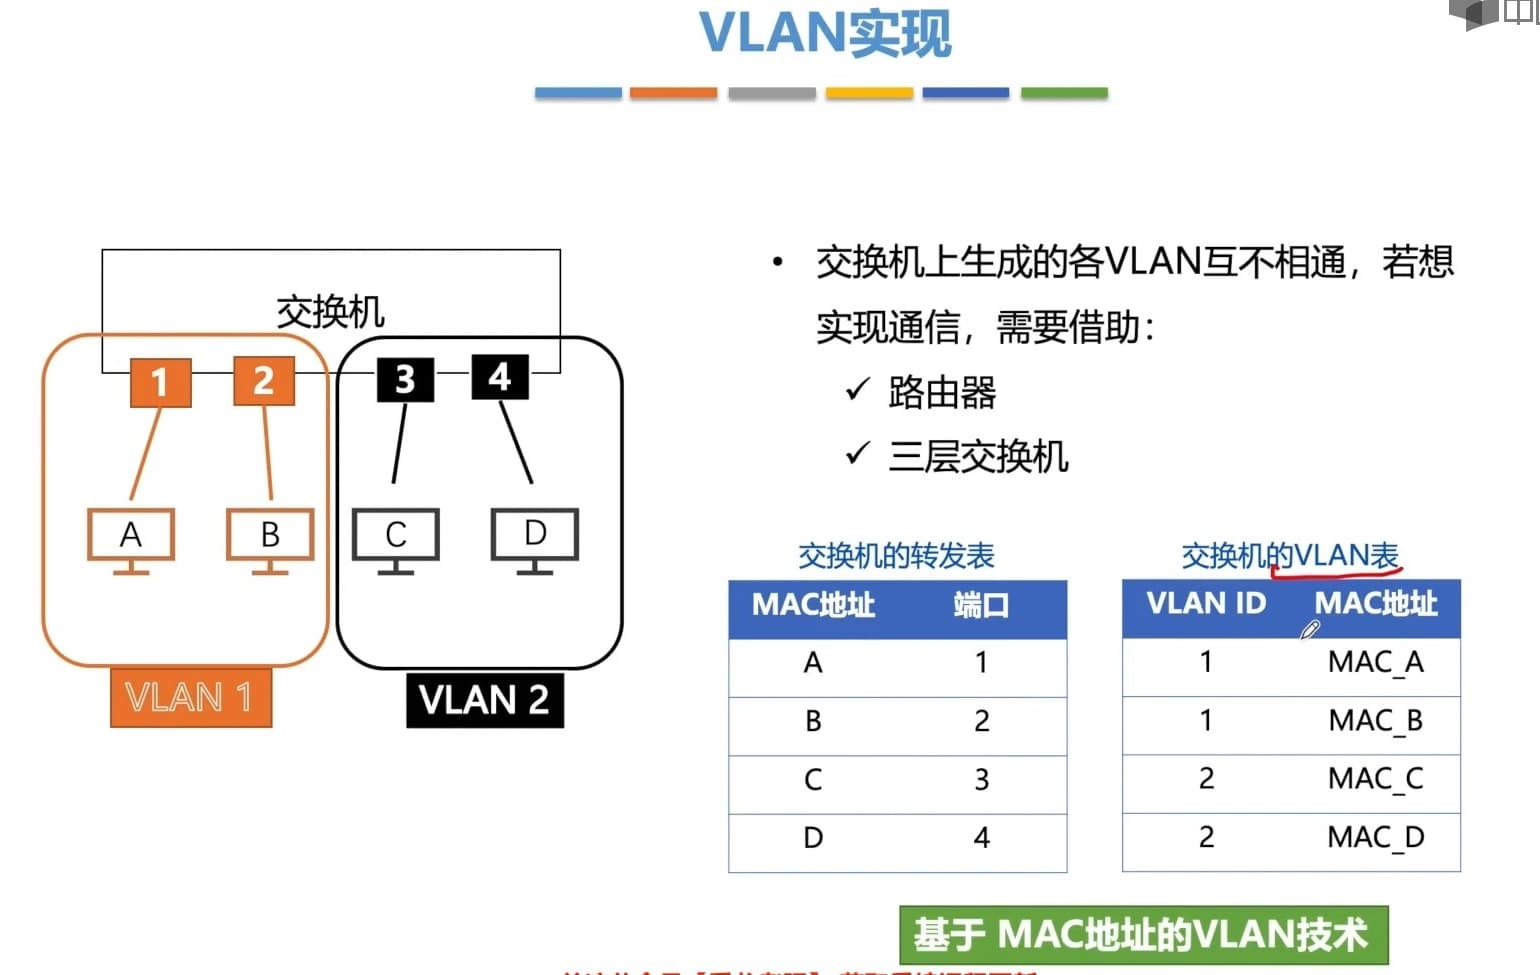 VLAN实现
交换机
1 2 3 4
A B C D
VLAN 1
VLAN 2
• 交换机上生成的各VLAN互不相通，若想
实现通信，需要借助：
✓ 路由器
✓ 三层交换机
交换机的转发表
MAC地址 端口
A 1
B 2
C 3
D 4
交换机的VLAN表
VLAN ID MAC地址
1 MAC_A
1 MAC_B
2 MAC_C
2 MAC_D
基于 MAC地址的VLAN技术